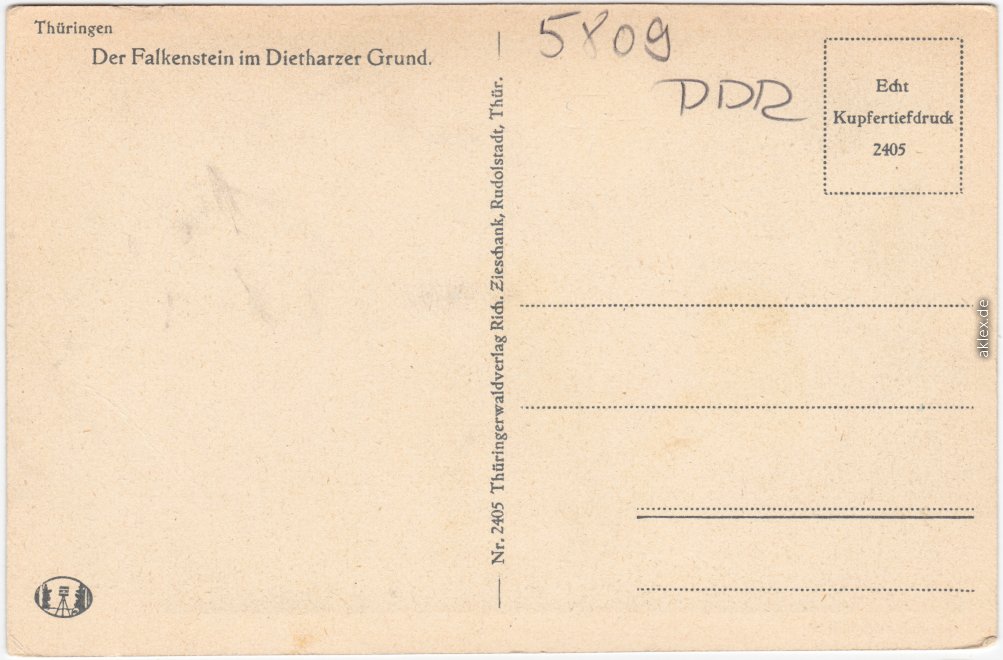 Thüringen
Der Falkenstein im Dietharzer Grund.
Nr. 2405 Thüringerwaldverlag Rich. Zieschank, Rudolstadt, Thür.
5809
DDR
Echt
Kupfertiefdruck
2405
aklex.de